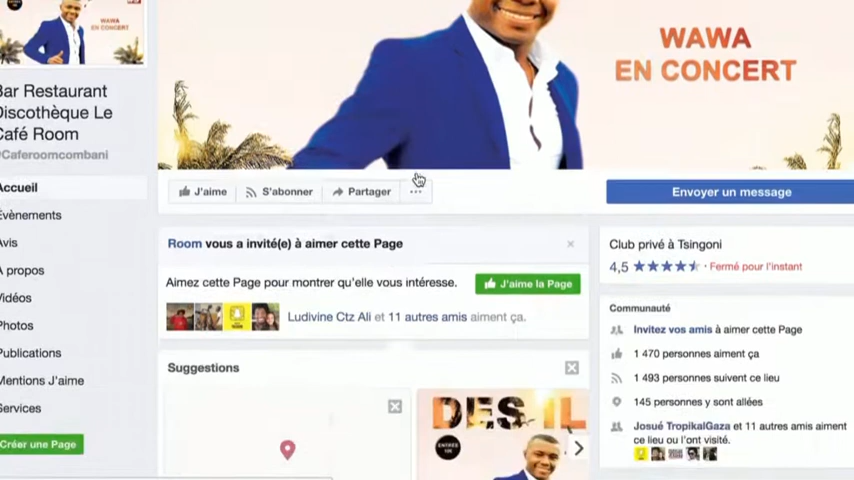 WAWA
EN CONCERT
WAWA
EN CONCERT
Bar Restaurant
Discothèque Le
Café Room
@Caferoomcombani
Accueil
Évènements
Avis
À propos
Vidéos
Photos
Publications
Mentions J'aime
Services
Créer une Page
J'aime
S'abonner
Partager
...
Envoyer un message
Room vous a invité(e) à aimer cette Page
Aimez cette Page pour montrer qu'elle vous intéresse.
J'aime la Page
Ludivine Ctz Ali et 11 autres amis aiment ça.
Suggestions
DES IL
Club privé à Tsingoni
4,5 ★★★★★ · Fermé pour l'instant
Communauté
Invitez vos amis à aimer cette Page
1 470 personnes aiment ça
1 493 personnes suivent ce lieu
145 personnes y sont allées
Josué TropikalGaza et 11 autres amis aiment
ce lieu ou l'ont visité.